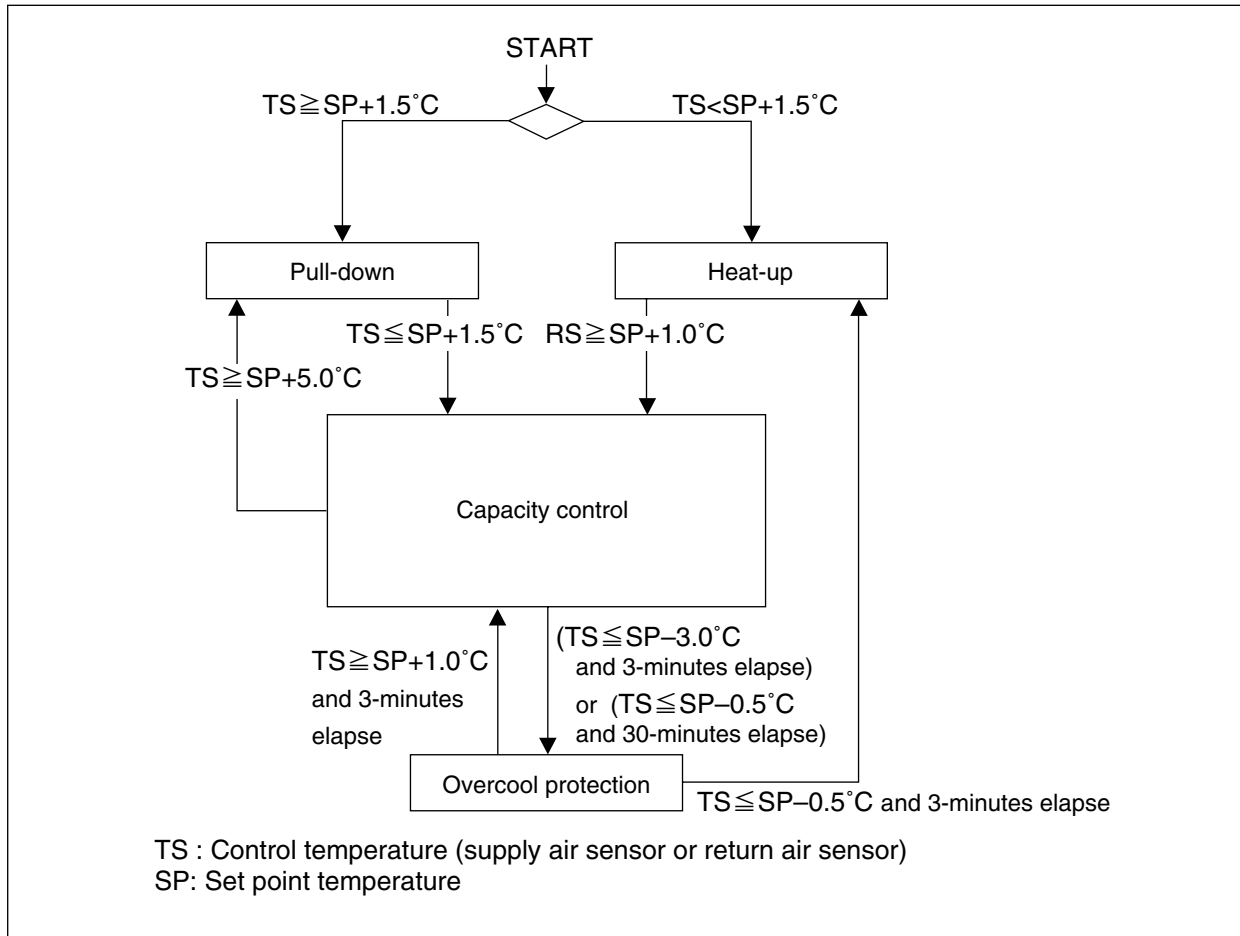 START
TS≧SP+1.5˚C
TS<SP+1.5˚C
Pull-down
Heat-up
TS≦SP+1.5˚C
RS≧SP+1.0˚C
TS≧SP+5.0˚C
Capacity control
TS≧SP+1.0˚C
and 3-minutes
elapse
(TS≦SP–3.0˚C
and 3-minutes elapse)
or (TS≦SP–0.5˚C
and 30-minutes elapse)
Overcool protection
TS≦SP–0.5˚C and 3-minutes elapse
TS : Control temperature (supply air sensor or return air sensor)
SP: Set point temperature